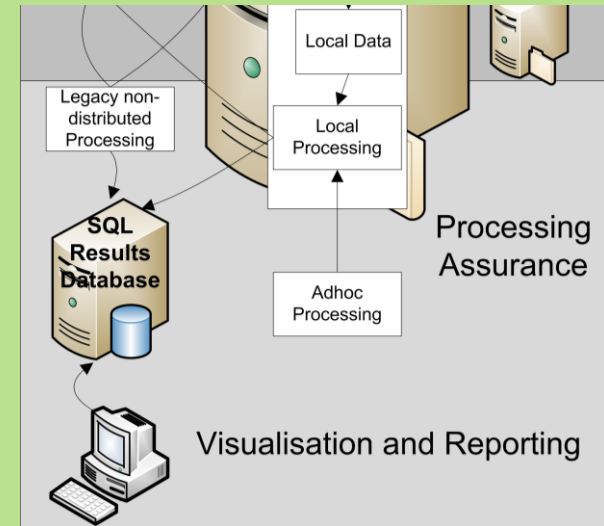 Local Data
Legacy non-
distributed
Processing
Local
Processing
SQL
Results
Database
Processing
Assurance
Adhoc
Processing
Visualisation and Reporting